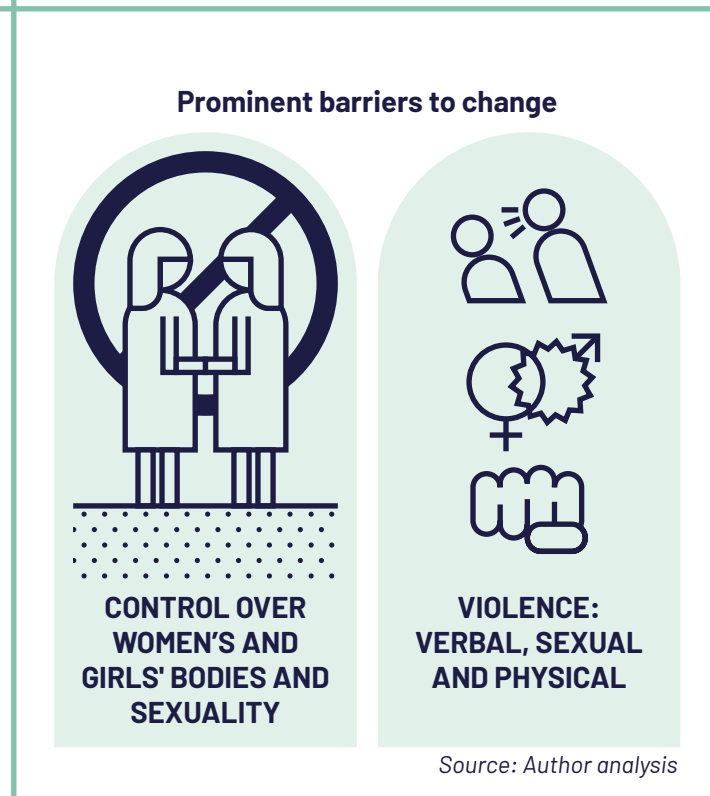 Prominent barriers to change
CONTROL OVER
WOMEN’S AND
GIRLS' BODIES AND
SEXUALITY
VIOLENCE:
VERBAL, SEXUAL
AND PHYSICAL
Source: Author analysis